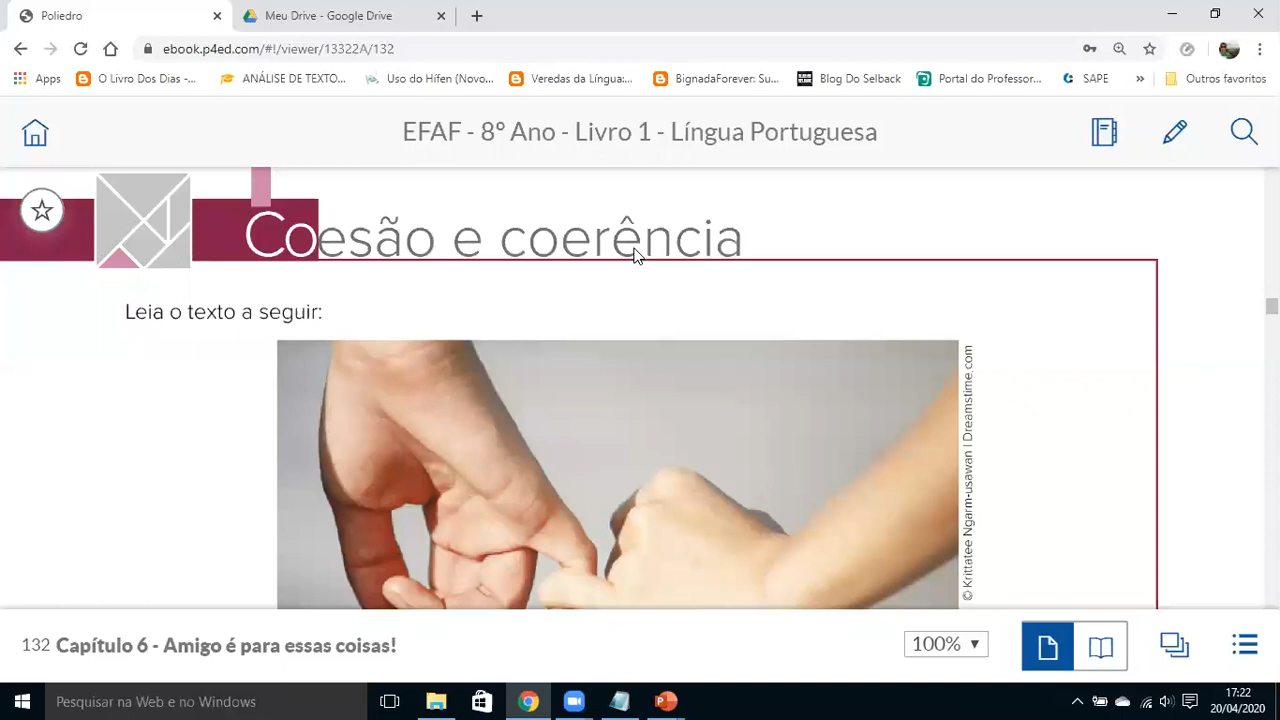 Poliedro
Meu Drive - Google Drive
ebook.p4ed.com/#!/viewer/13322A/132
Apps
O Livro Dos Dias -...
ANÁLISE DE TEXTO...
Uso do Hífen (Novo...
Veredas da Língua:...
BignadaForever: Su...
Blog Do Selback
Portal do Professor...
SAPE
»
Outros favoritos
EFAF - 8º Ano - Livro 1 - Língua Portuguesa
Coesão e coerência
Leia o texto a seguir:
© Krittatee Ngarm-usawan | Dreamstime.com
132 Capítulo 6 - Amigo é para essas coisas!
100%
Pesquisar na Web e no Windows
17:22
20/04/2020